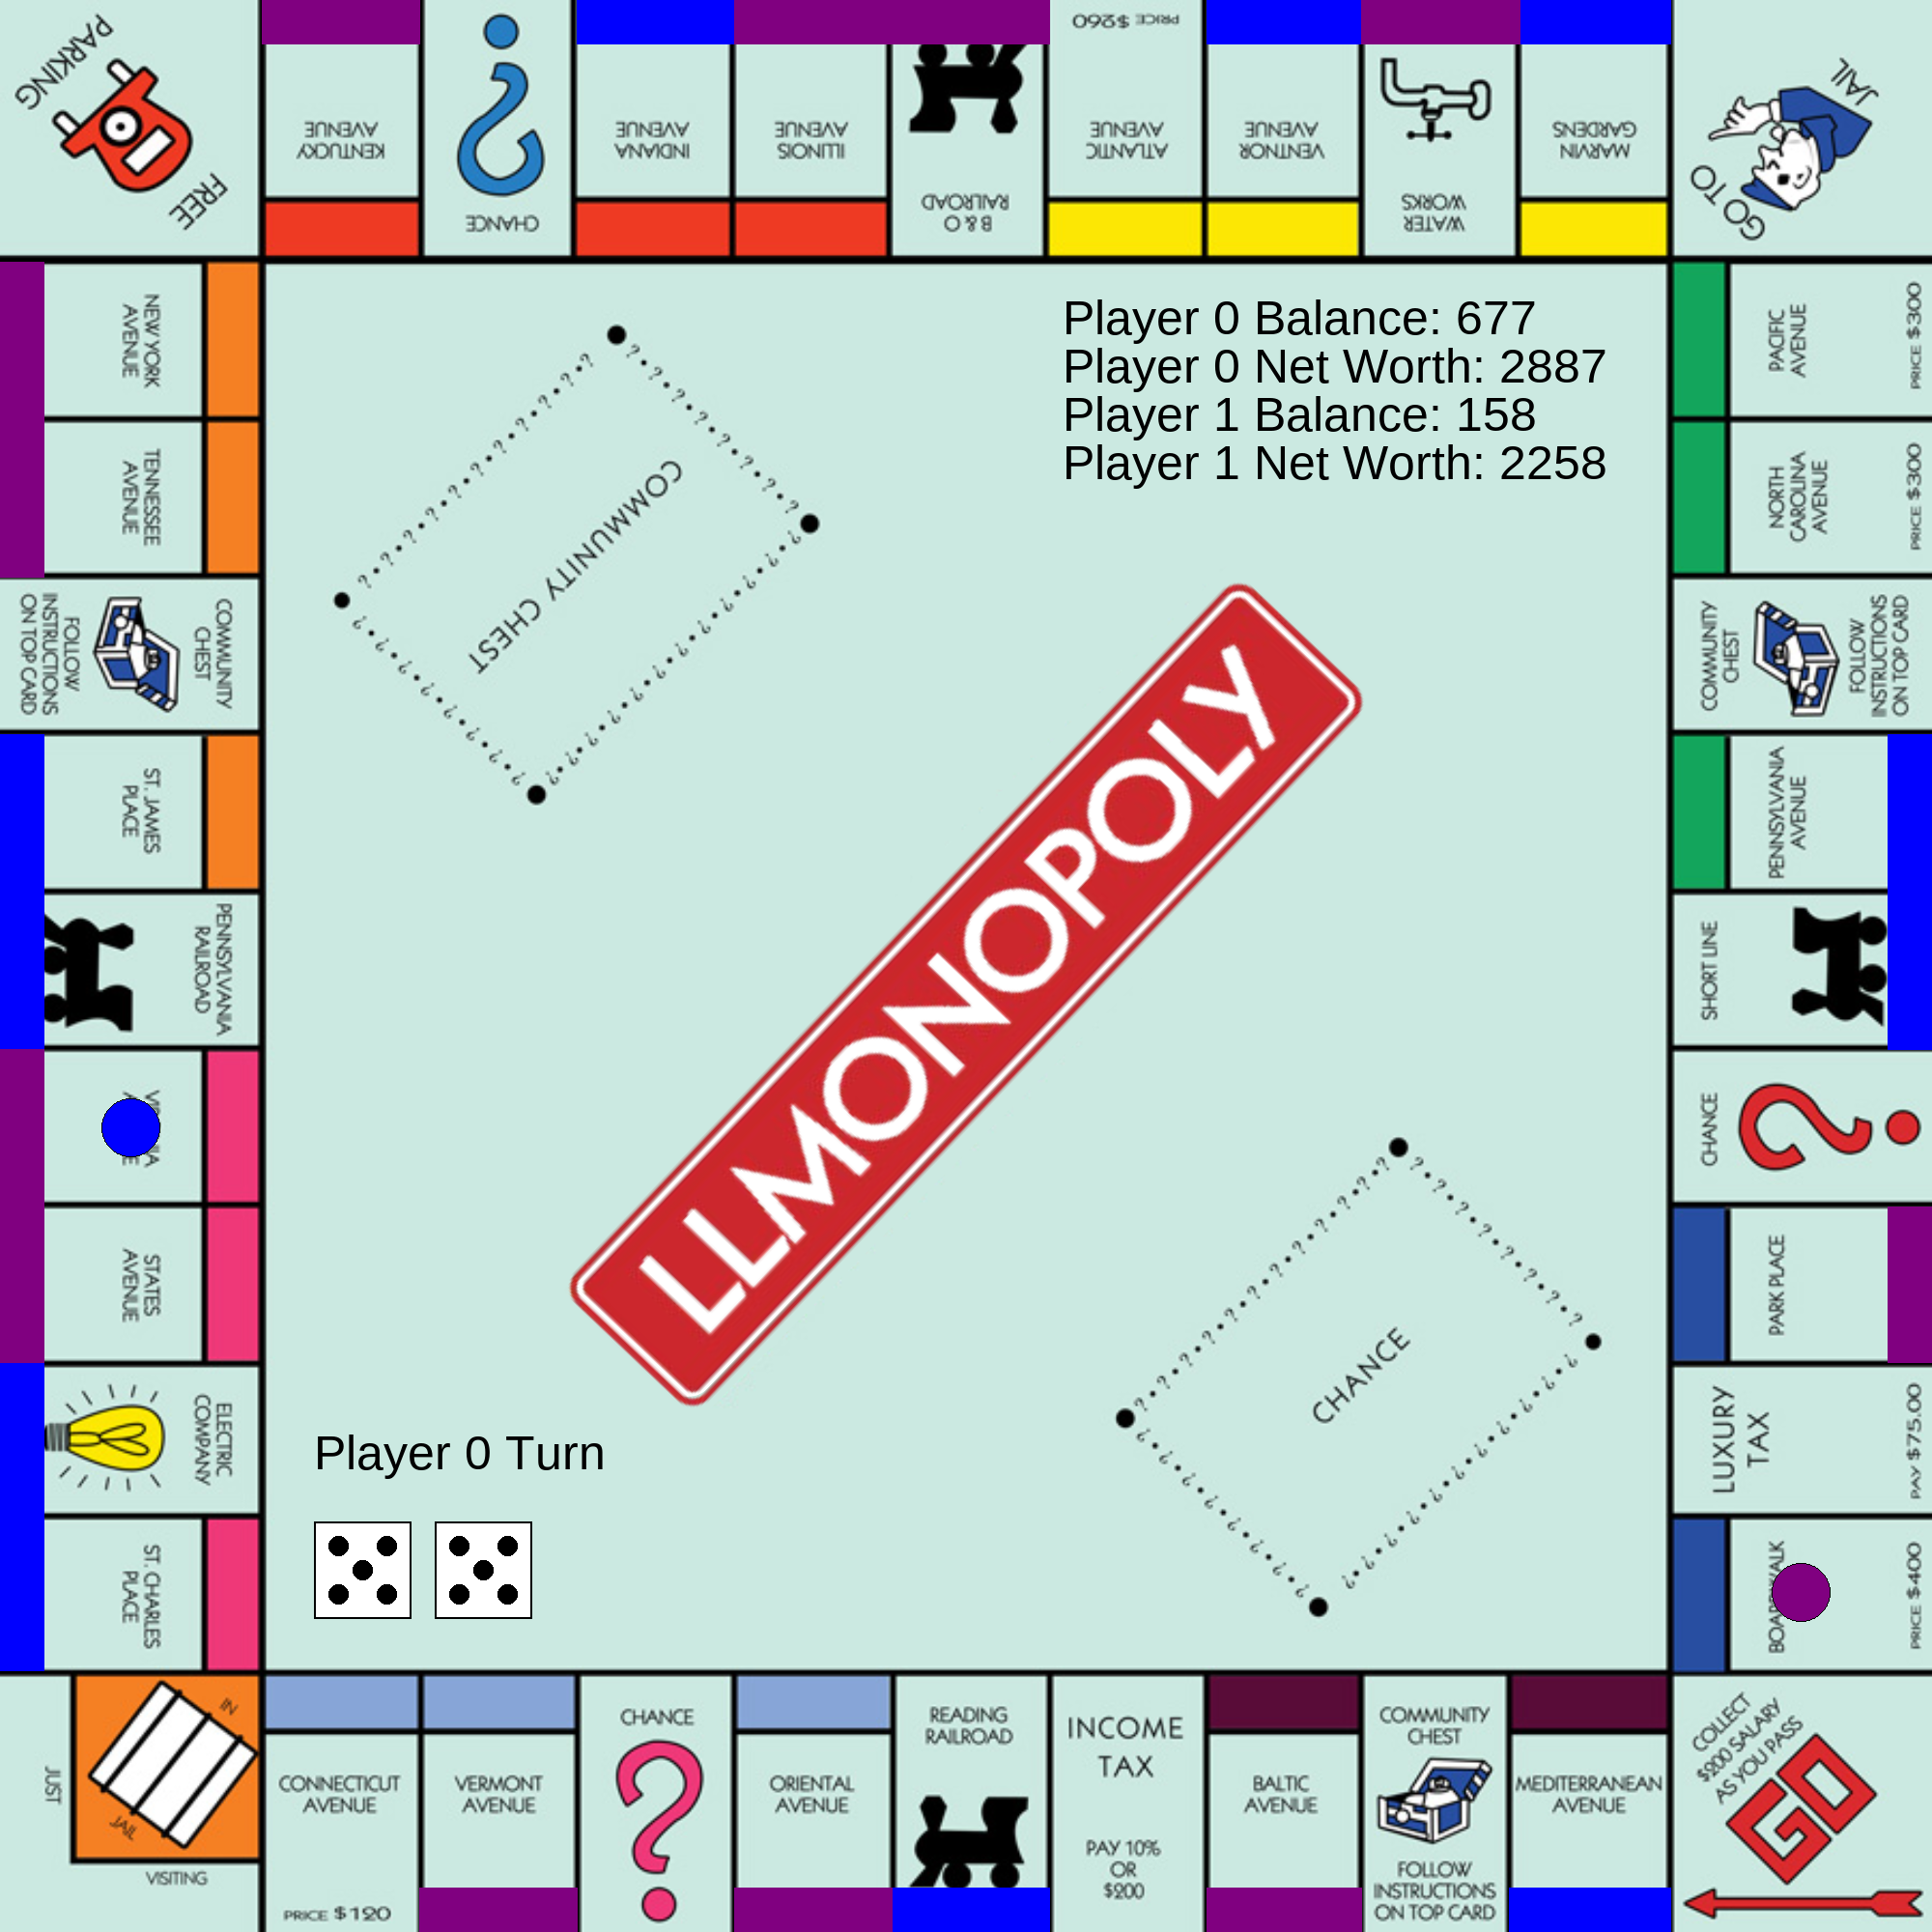 PARKING
FREE
KENTUCKY
AVENUE
CHANCE
INDIANA
AVENUE
ILLINOIS
AVENUE
B & O
RAILROAD
PRICE $260
ATLANTIC
AVENUE
VENTNOR
AVENUE
WATER
WORKS
MARVIN
GARDENS
GO TO
JAIL
NEW YORK
AVENUE
TENNESSEE
AVENUE
COMMUNITY
CHEST
FOLLOW
INSTRUCTIONS
ON TOP CARD
ST. JAMES
PLACE
PENNSYLVANIA
RAILROAD
STATES
AVENUE
ELECTRIC
COMPANY
ST. CHARLES
PLACE
Player 0 Balance: 677
Player 0 Net Worth: 2887
Player 1 Balance: 158
Player 1 Net Worth: 2258
COMMUNITY CHEST
LLMONOPOLY
CHANCE
Player 0 Turn
PACIFIC
AVENUE
PRICE $300
NORTH
CAROLINA
AVENUE
PRICE $300
COMMUNITY
CHEST
FOLLOW
INSTRUCTIONS
ON TOP CARD
PENNSYLVANIA
AVENUE
SHORT LINE
CHANCE
PARK PLACE
LUXURY
TAX
PAY $75.00
PRICE $400
JUST
VISITING
IN
JAIL
CONNECTICUT
AVENUE
PRICE $120
VERMONT
AVENUE
CHANCE
ORIENTAL
AVENUE
READING
RAILROAD
INCOME
TAX
PAY 10%
OR
$200
BALTIC
AVENUE
COMMUNITY
CHEST
FOLLOW
INSTRUCTIONS
ON TOP CARD
MEDITERRANEAN
AVENUE
COLLECT
$200 SALARY
AS YOU PASS
GO